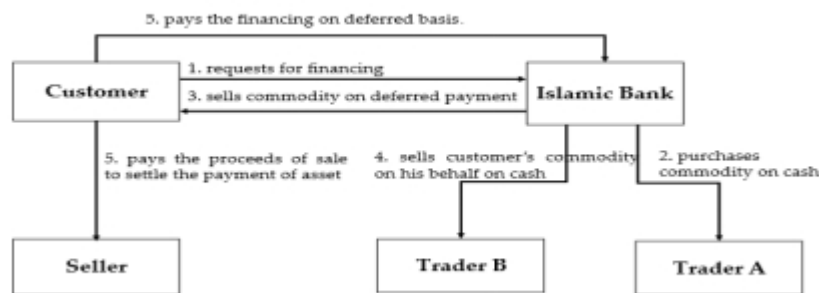 5. pays the financing on deferred basis.
1. requests for financing
Customer
Islamic Bank
3. sells commodity on deferred payment
5. pays the proceeds of sale
to settle the payment of asset
4. sells customer's commodity
on his behalf on cash
2. purchases
commodity on cash
Seller
Trader B
Trader A